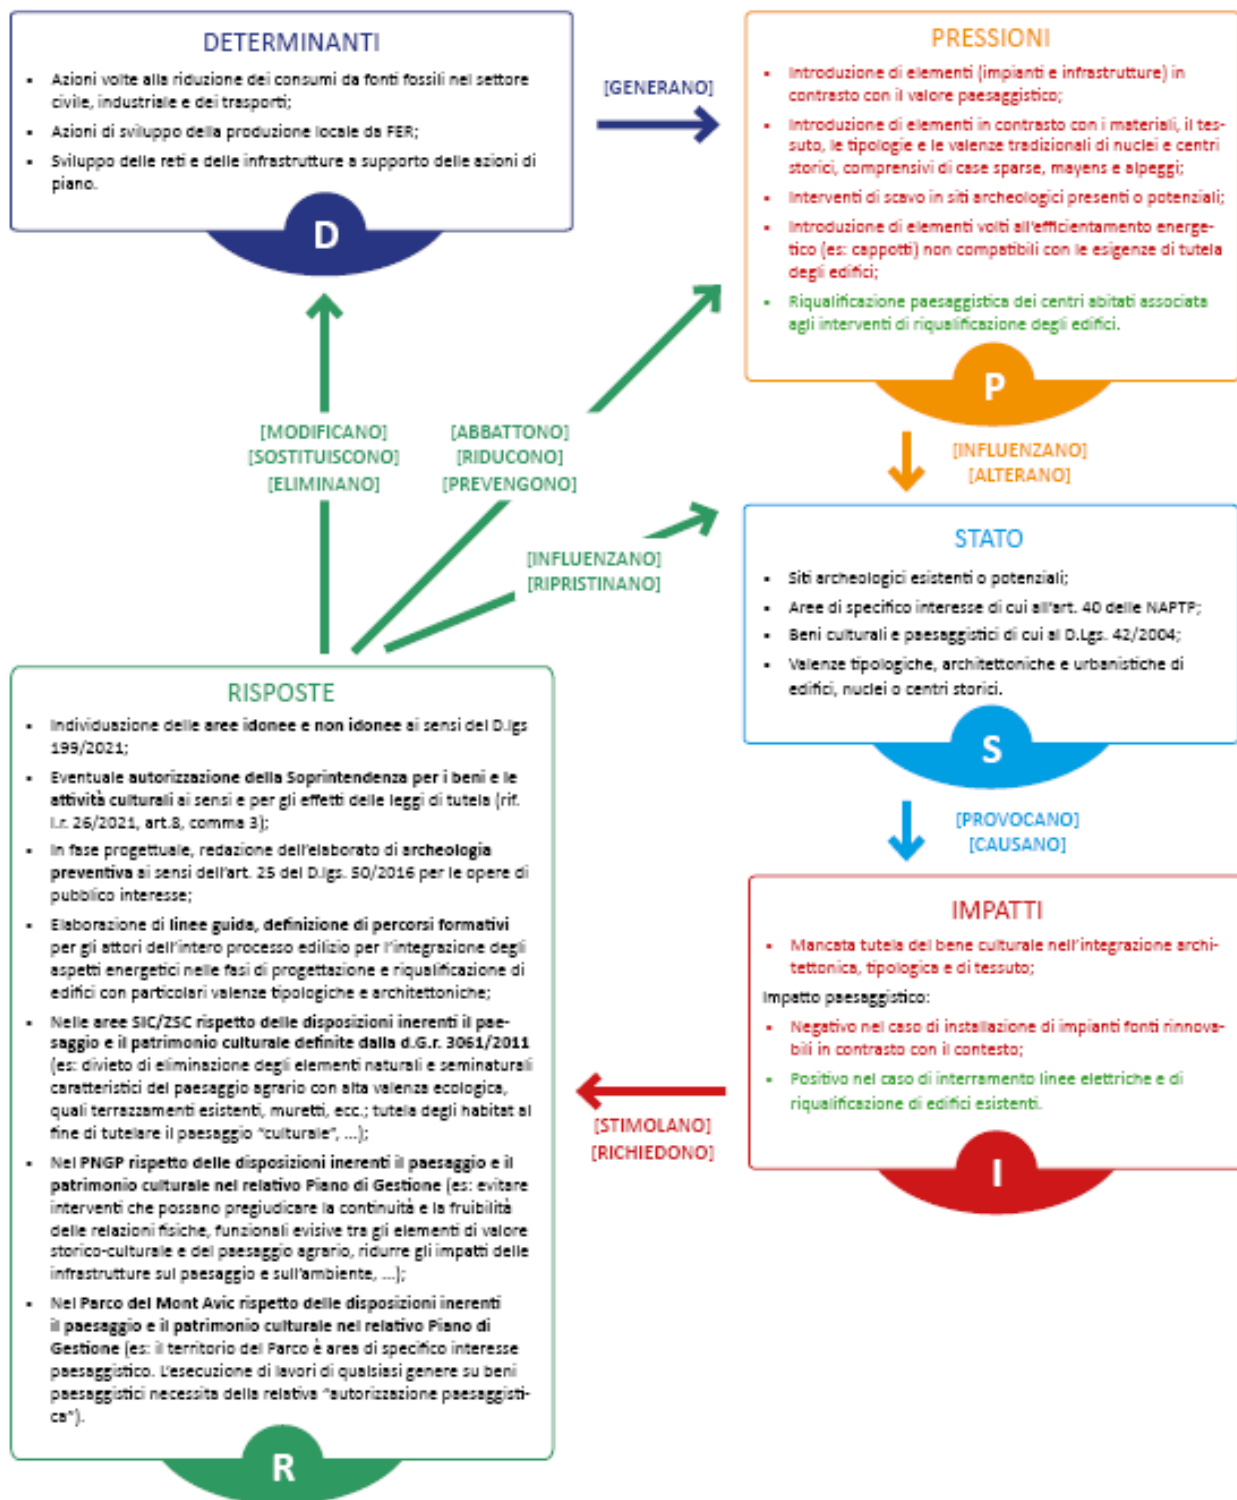 DETERMINANTI
▪ Azioni volte alla riduzione dei consumi da fonti fossili nel settore
civile, industriale e dei trasporti;
▪ Azioni di sviluppo della produzione locale da FER;
▪ Sviluppo delle reti e delle infrastrutture a supporto delle azioni di
piano.
D
[GENERANO]
PRESSIONI
▪ Introduzione di elementi (impianti e infrastrutture) in
contrasto con il valore paesaggistico;
▪ Introduzione di elementi in contrasto con i materiali, il tes-
suto, le tipologie e le valenze tradizionali di nuclei e centri
storici, comprensivi di case sparse, mayens e alpeggi;
▪ Interventi di scavo in siti archeologici presenti o potenziali;
▪ Introduzione di elementi volti all'efficientamento energe-
tico (es: cappotti) non compatibili con le esigenze di tutela
degli edifici;
▪ Riqualificazione paesaggistica dei centri abitati associata
agli interventi di riqualificazione degli edifici.
P
[MODIFICANO]
[SOSTITUISCONO]
[ELIMINANO]
[ABBATTONO]
[RIDUCONO]
[PREVENGONO]
[INFLUENZANO]
[RIPRISTINANO]
[INFLUENZANO]
[ALTERANO]
STATO
▪ Siti archeologici esistenti o potenziali;
▪ Aree di specifico interesse di cui all'art. 40 delle NAPTP;
▪ Beni culturali e paesaggistici di cui al D.Lgs. 42/2004;
▪ Valenze tipologiche, architettoniche e urbanistiche di
edifici, nuclei o centri storici.
S
[PROVOCANO]
[CAUSANO]
IMPATTI
▪ Mancata tutela del bene culturale nell'integrazione archi-
tettonica, tipologica e di tessuto;
Impatto paesaggistico:
▪ Negativo nel caso di installazione di impianti fonti rinnova-
bili in contrasto con il contesto;
▪ Positivo nel caso di interramento linee elettriche e di
riqualificazione di edifici esistenti.
I
[STIMOLANO]
[RICHIEDONO]
RISPOSTE
▪ Individuazione delle aree idonee e non idonee ai sensi del D.lgs
199/2021;
▪ Eventuale autorizzazione della Soprintendenza per i beni e le
attività culturali ai sensi e per gli effetti delle leggi di tutela (rif.
l.r. 26/2021, art.8, comma 3);
▪ In fase progettuale, redazione dell'elaborato di archeologia
preventiva ai sensi dell'art. 25 del D.lgs. 50/2016 per le opere di
pubblico interesse;
▪ Elaborazione di linee guida, definizione di percorsi formativi
per gli attori dell'intero processo edilizio per l'integrazione degli
aspetti energetici nelle fasi di progettazione e riqualificazione di
edifici con particolari valenze tipologiche e architettoniche;
▪ Nelle aree SIC/ZSC rispetto delle disposizioni inerenti il pae-
saggio e il patrimonio culturale definite dalla d.G.r. 3061/2011
(es: divieto di eliminazione degli elementi naturali e seminaturali
caratteristici del paesaggio agrario con alta valenza ecologica,
quali terrazzamenti esistenti, muretti, ecc.; tutela degli habitat al
fine di tutelare il paesaggio "culturale", ...);
▪ Nel PNGP rispetto delle disposizioni inerenti il paesaggio e il
patrimonio culturale nel relativo Piano di Gestione (es: evitare
interventi che possano pregiudicare la continuità e la fruibilità
delle relazioni fisiche, funzionali evisive tra gli elementi di valore
storico-culturale e del paesaggio agrario, ridurre gli impatti delle
infrastrutture sul paesaggio e sull'ambiente, ...);
▪ Nel Parco del Mont Avic rispetto delle disposizioni inerenti
il paesaggio e il patrimonio culturale nel relativo Piano di
Gestione (es: il territorio del Parco è area di specifico interesse
paesaggistico. L'esecuzione di lavori di qualsiasi genere su beni
paesaggistici necessita della relativa "autorizzazione paesaggisti-
ca").
R